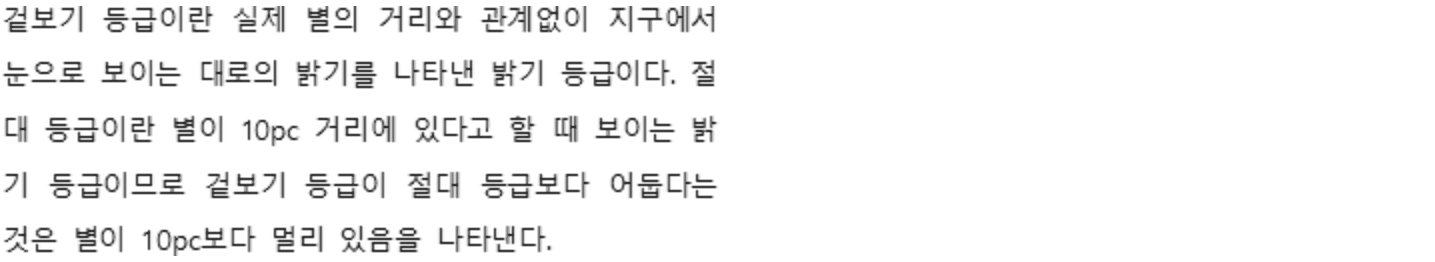 겉보기 등급이란 실제 별의 거리와 관계없이 지구에서
눈으로 보이는 대로의 밝기를 나타낸 밝기 등급이다. 절
대 등급이란 별이 10pc 거리에 있다고 할 때 보이는 밝
기 등급이므로 겉보기 등급이 절대 등급보다 어둡다는
것은 별이 10pc보다 멀리 있음을 나타낸다.